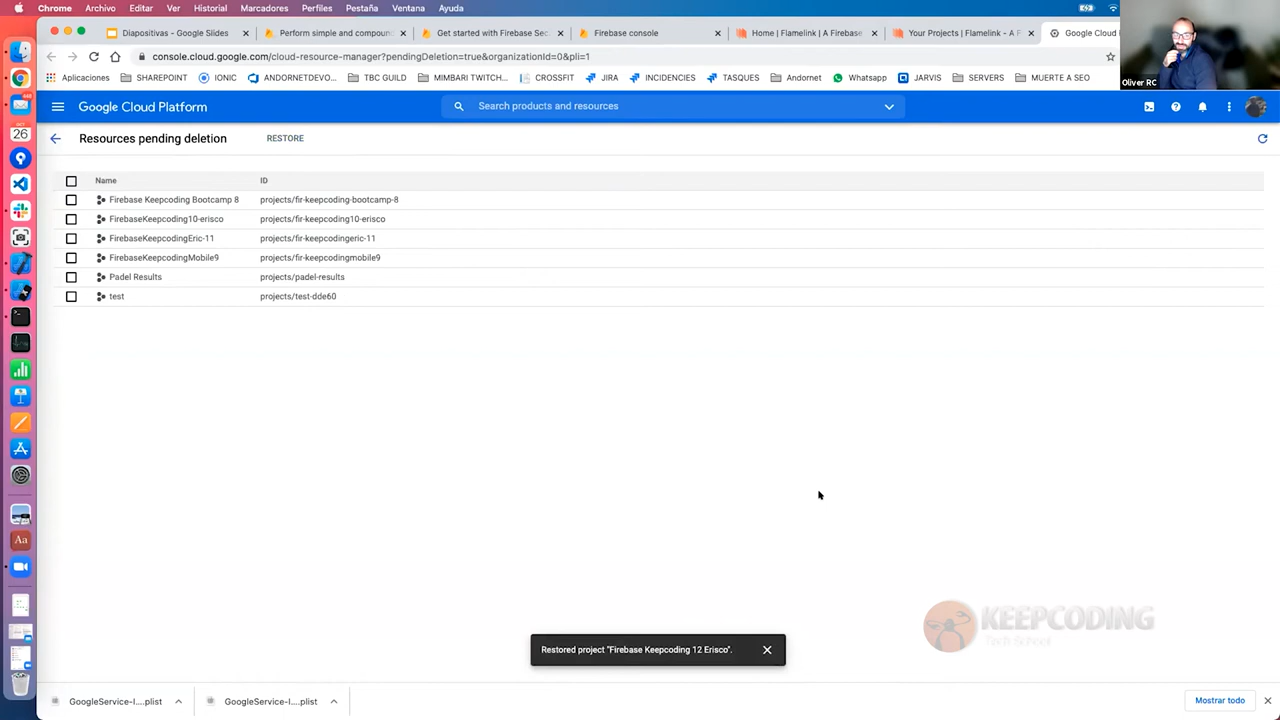 Chrome Archivo Editar Ver Historial Marcadores Perfiles Pestaña Ventana Ayuda
Diapositivas - Google Slides
Perform simple and compoun
Get started with Firebase Sec
Firebase console
Home | Flamelink | A Firebase
Your Projects | Flamelink - A F
Google Cloud
console.cloud.google.com/cloud-resource-manager?pendingDeletion=true&organizationId=0&pli=1
Oliver RC
Aplicaciones SHAREPOINT IONIC ANDORNETDEVO... TBC GUILD MIMBARI TWITCH... CROSSFIT JIRA INCIDENCIES TASQUES Andornet Whatsapp JARVIS SERVERS MUERTE A SEO
Google Cloud Platform
Search products and resources
Resources pending deletion
RESTORE
Name ID
Firebase Keepcoding Bootcamp 8 projects/fir-keepcoding-bootcamp-8
FirebaseKeepcoding10-erisco projects/fir-keepcoding10-erisco
FirebaseKeepcodingEric-11 projects/fir-keepcodingeric-11
FirebaseKeepcodingMobile9 projects/fir-keepcodingmobile9
Padel Results projects/padel-results
test projects/test-dde60
26
Aa
KEEPCODING
Tech School
Restored project "Firebase Keepcoding 12 Erisco".
GoogleService-I....plist
GoogleService-I....plist
Mostrar todo